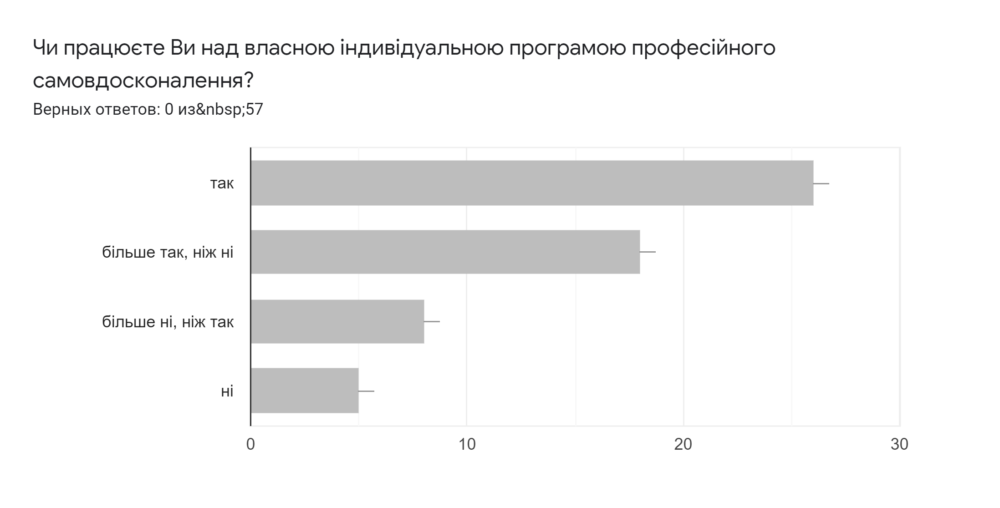 Чи працюєте Ви над власною індивідуальною програмою професійного
самовдосконалення?
Верных ответов: 0 из&nbsp;57
так
більше так, ніж ні
більше ні, ніж так
ні
0 10 20 30